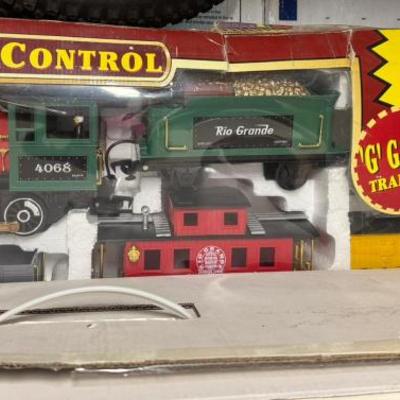 CONTROL
Rio Grande
4068
'G' G
TRA